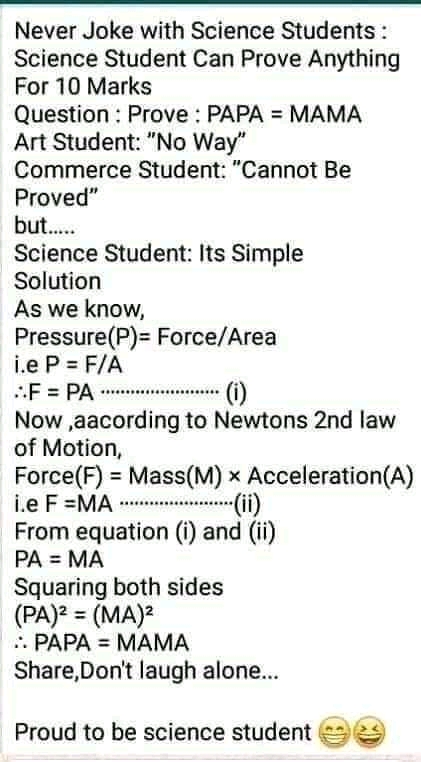 Never Joke with Science Students :
Science Student Can Prove Anything
For 10 Marks
Question : Prove : PAPA = MAMA
Art Student: "No Way"
Commerce Student: "Cannot Be
Proved"
but.....
Science Student: Its Simple
Solution
As we know,
Pressure(P)= Force/Area
i.e P = F/A
∴F = PA ························ (i)
Now ,aacording to Newtons 2nd law
of Motion,
Force(F) = Mass(M) × Acceleration(A)
i.e F =MA ·······················(ii)
From equation (i) and (ii)
PA = MA
Squaring both sides
(PA)² = (MA)²
∴ PAPA = MAMA
Share,Don't laugh alone...
Proud to be science student 😁😆